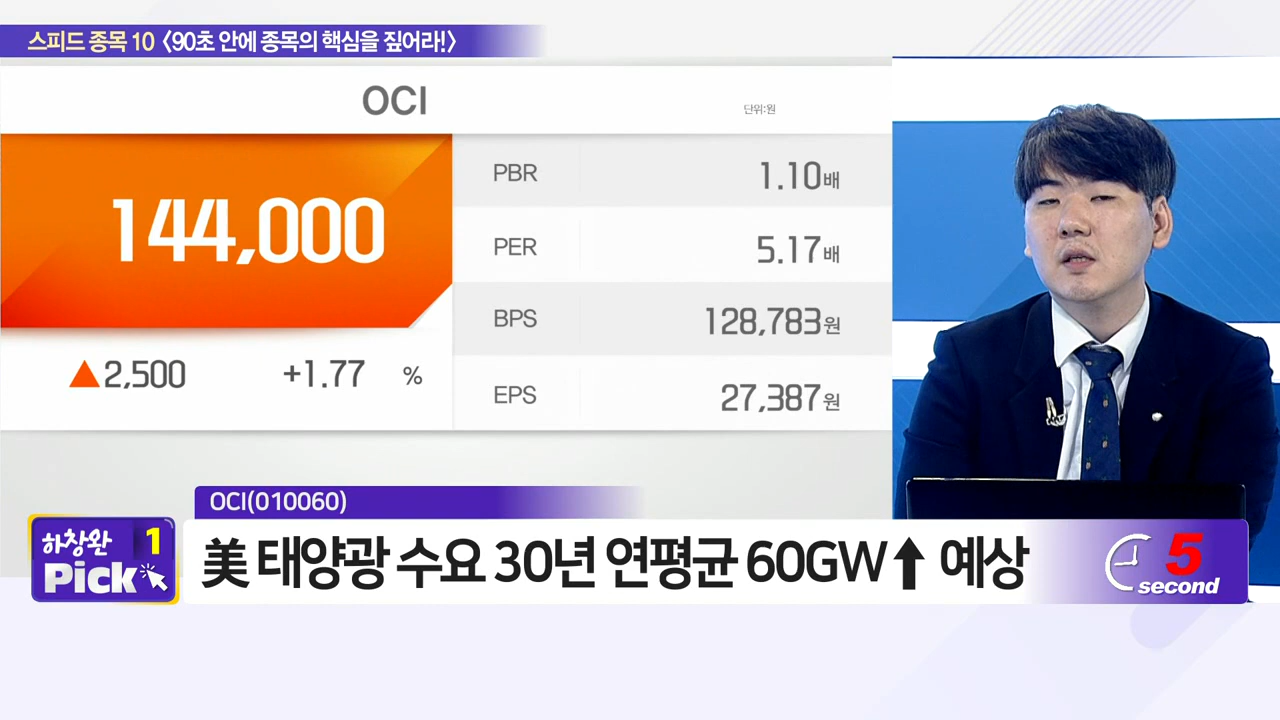 스피드 종목 10 <90초 안에 종목의 핵심을 짚어라!>
OCI
단위:원
144,000
▲2,500 +1.77 %
PBR 1.10배
PER 5.17배
BPS 128,783원
EPS 27,387원
OCI(010060)
하창완 1
Pick
美 태양광 수요 30년 연평균 60GW↑ 예상
5
second